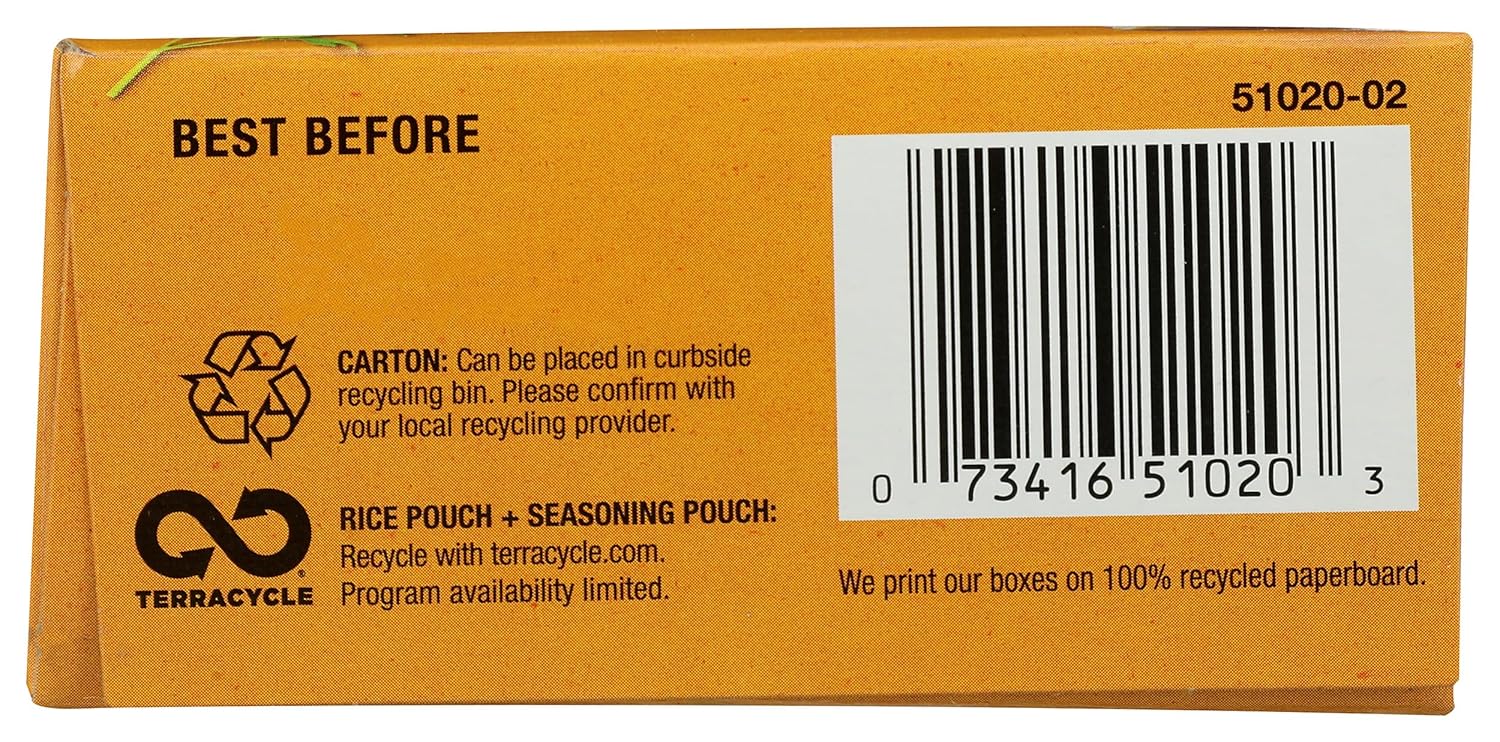 51020-02
BEST BEFORE
CARTON: Can be placed in curbside
recycling bin. Please confirm with
your local recycling provider.
TERRACYCLE®
RICE POUCH + SEASONING POUCH:
Recycle with terracycle.com.
Program availability limited.
0 73416 51020 3
We print our boxes on 100% recycled paperboard.